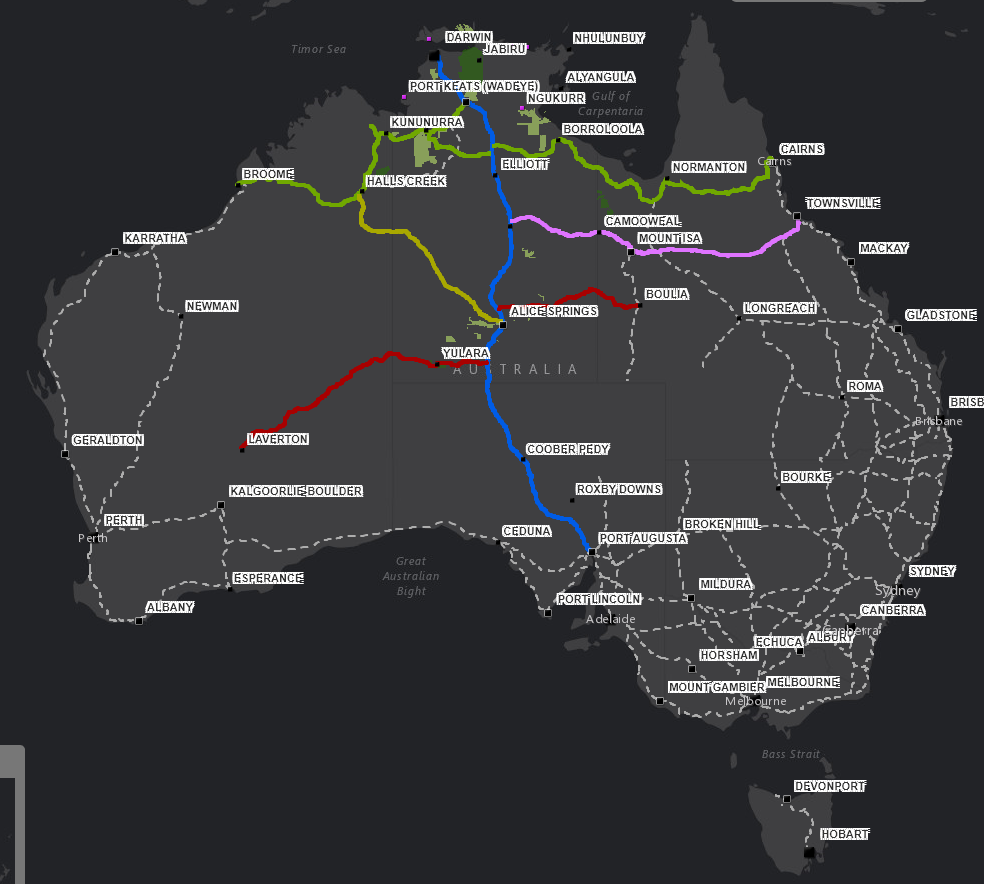 DARWIN
NHULUNBUY
Timor Sea
JABIRU
ALYANGULA
PORT KEATS (WADEYE)
NGUKURR
Gulf of
Carpentaria
KUNUNURRA
BORROLOOLA
CAIRNS
Cairns
ELLIOTT
NORMANTON
BROOME
HALLS CREEK
TOWNSVILLE
CAMOOWEAL
KARRATHA
MOUNT ISA
MACKAY
BOULIA
NEWMAN
LONGREACH
ALICE SPRINGS
GLADSTONE
YULARA
AUSTRALIA
ROMA
BRISB
Brisbane
GERALDTON
LAVERTON
COOBER PEDY
BOURKE
KALGOORLIE-BOULDER
ROXBY DOWNS
PERTH
Perth
CEDUNA
BROKEN HILL
PORT AUGUSTA
Great
Australian
Bight
SYDNEY
Sydney
ESPERANCE
MILDURA
ALBANY
PORT LINCOLN
Adelaide
CANBERRA
Canberra
ECHUCA
ALBURY
HORSHAM
MOUNT GAMBIER
MELBOURNE
Melbourne
Bass Strait
DEVONPORT
HOBART